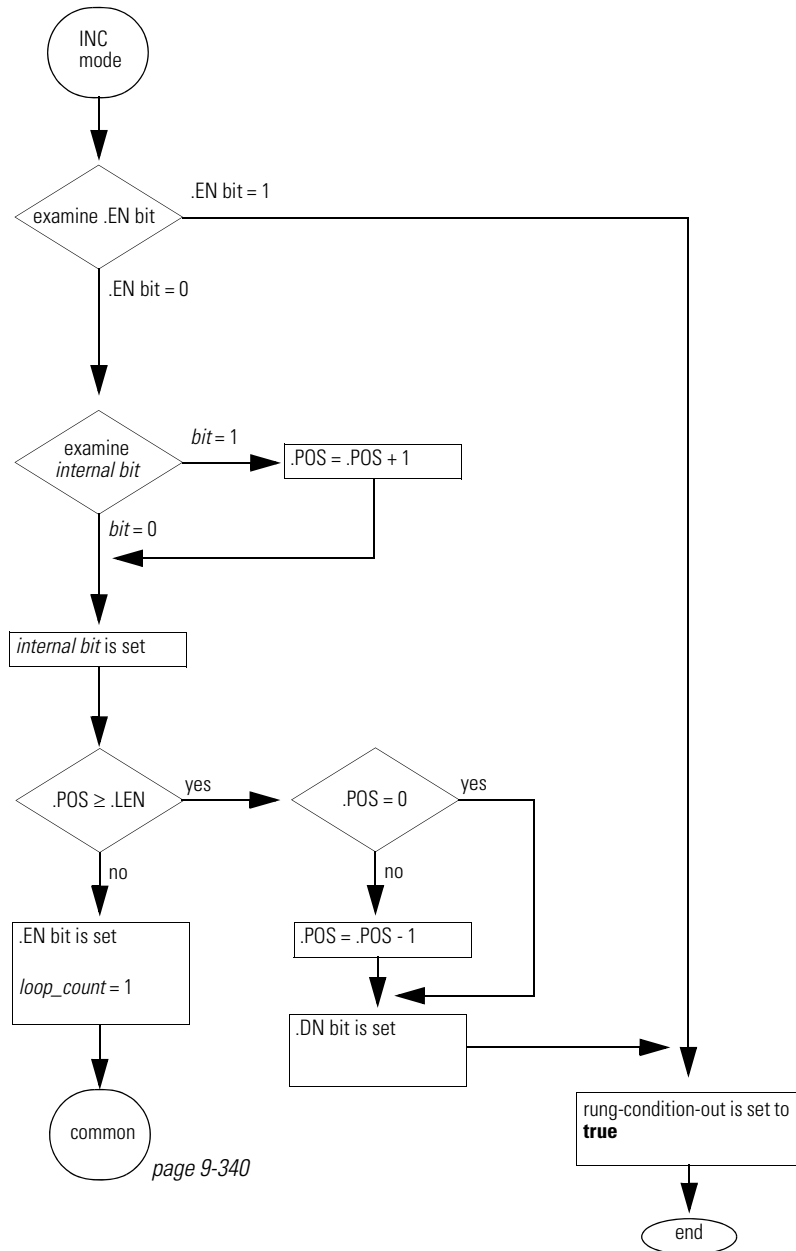 INC
mode
.EN bit = 1
examine .EN bit
.EN bit = 0
examine
internal bit
bit = 1
.POS = .POS + 1
bit = 0
internal bit is set
.POS ≥ .LEN
yes
.POS = 0
yes
no
no
.EN bit is set
loop_count = 1
.POS = .POS - 1
.DN bit is set
common
page 9-340
rung-condition-out is set to
true
end